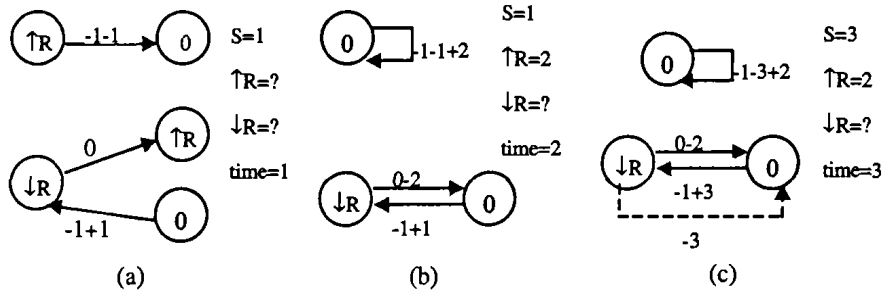 ↑R -1-1 0
S=1
↑R=?
↓R=?
time=1
0 ↑R
↓R
-1+1 0
(a)
0
-1-1+2
S=1
↑R=2
↓R=?
time=2
0-2
↓R 0
-1+1
(b)
0
-1-3+2
S=3
↑R=2
↓R=?
time=3
0-2
↓R 0
-1+3
-3
(c)